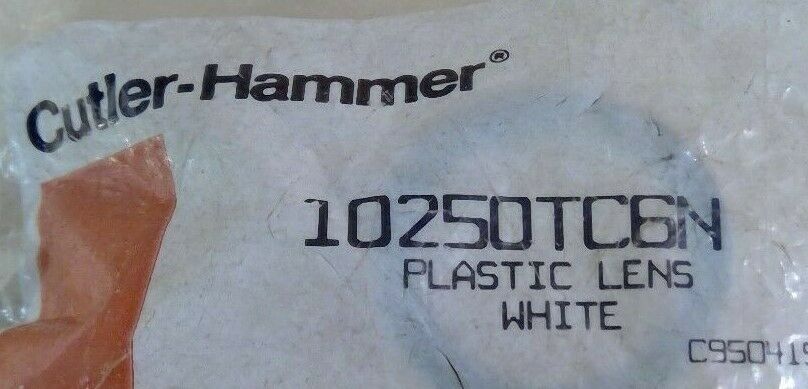 Cutler-Hammer®
10250TC6N
PLASTIC LENS
WHITE